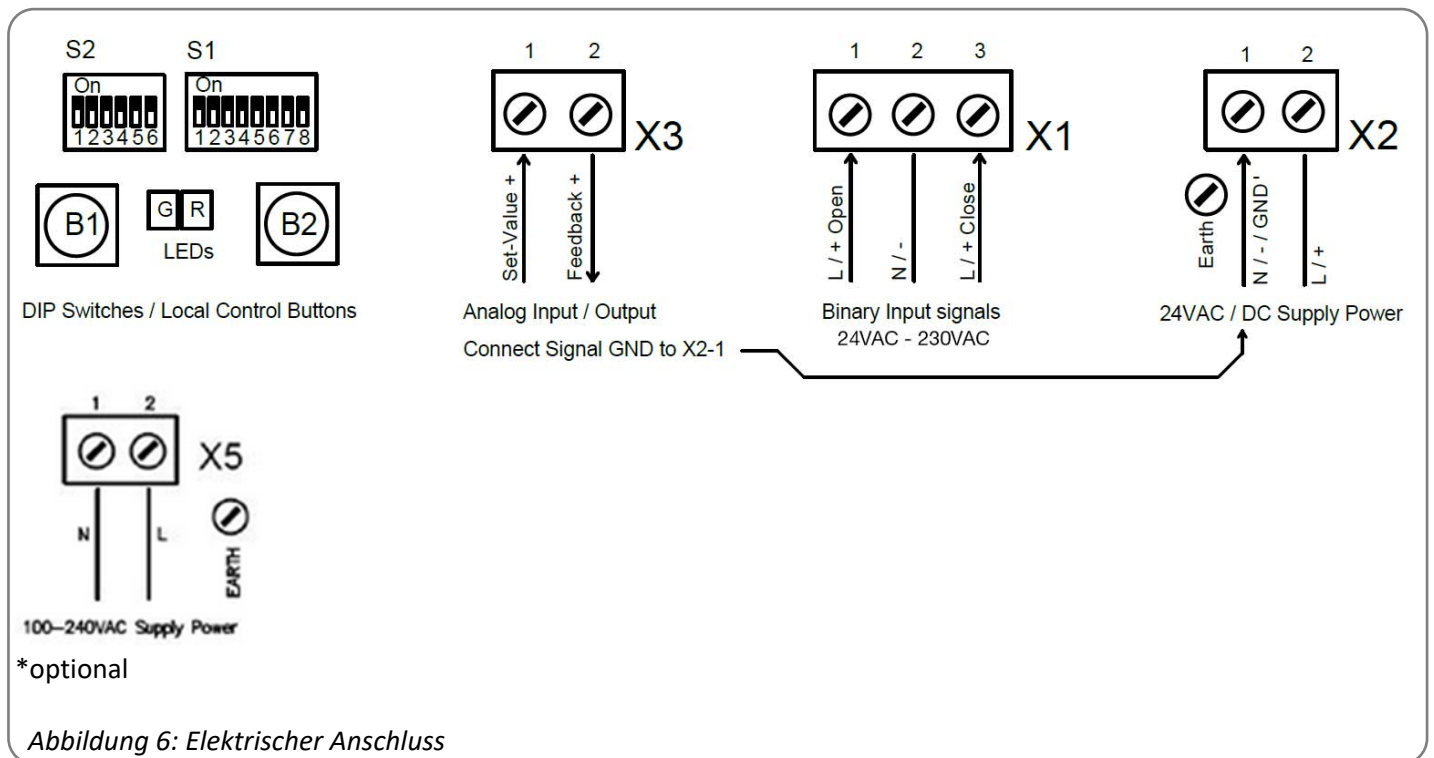 S2 S1
On On
123456 12345678
B1 G R B2
LEDs
DIP Switches / Local Control Buttons
1 2
X3
Set-Value +
Feedback +
Analog Input / Output
Connect Signal GND to X2-1
1 2 3
X1
L / + Open
N / -
L / + Close
Binary Input signals
24VAC - 230VAC
1 2
X2
Earth
N / - / GND'
L / +
24VAC / DC Supply Power
1 2
X5
N L
EARTH
100-240VAC Supply Power
*optional
Abbildung 6: Elektrischer Anschluss